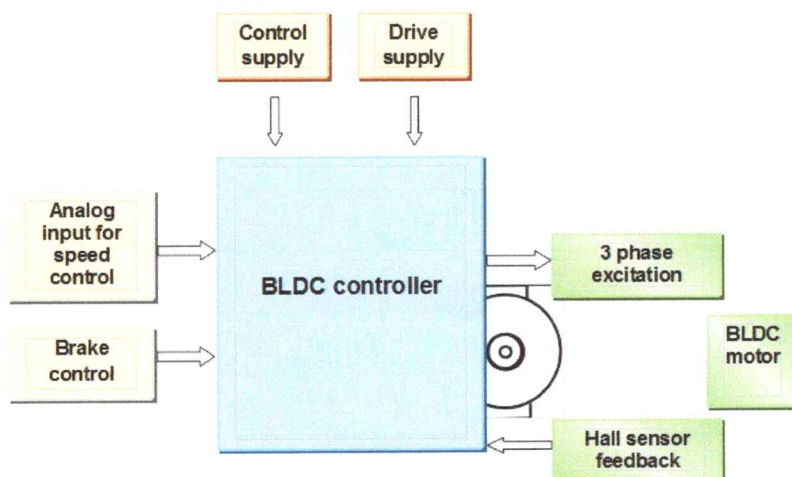 Control
supply
Drive
supply
Analog
input for
speed
control
BLDC controller
3 phase
excitation
Brake
control
BLDC
motor
Hall sensor
feedback